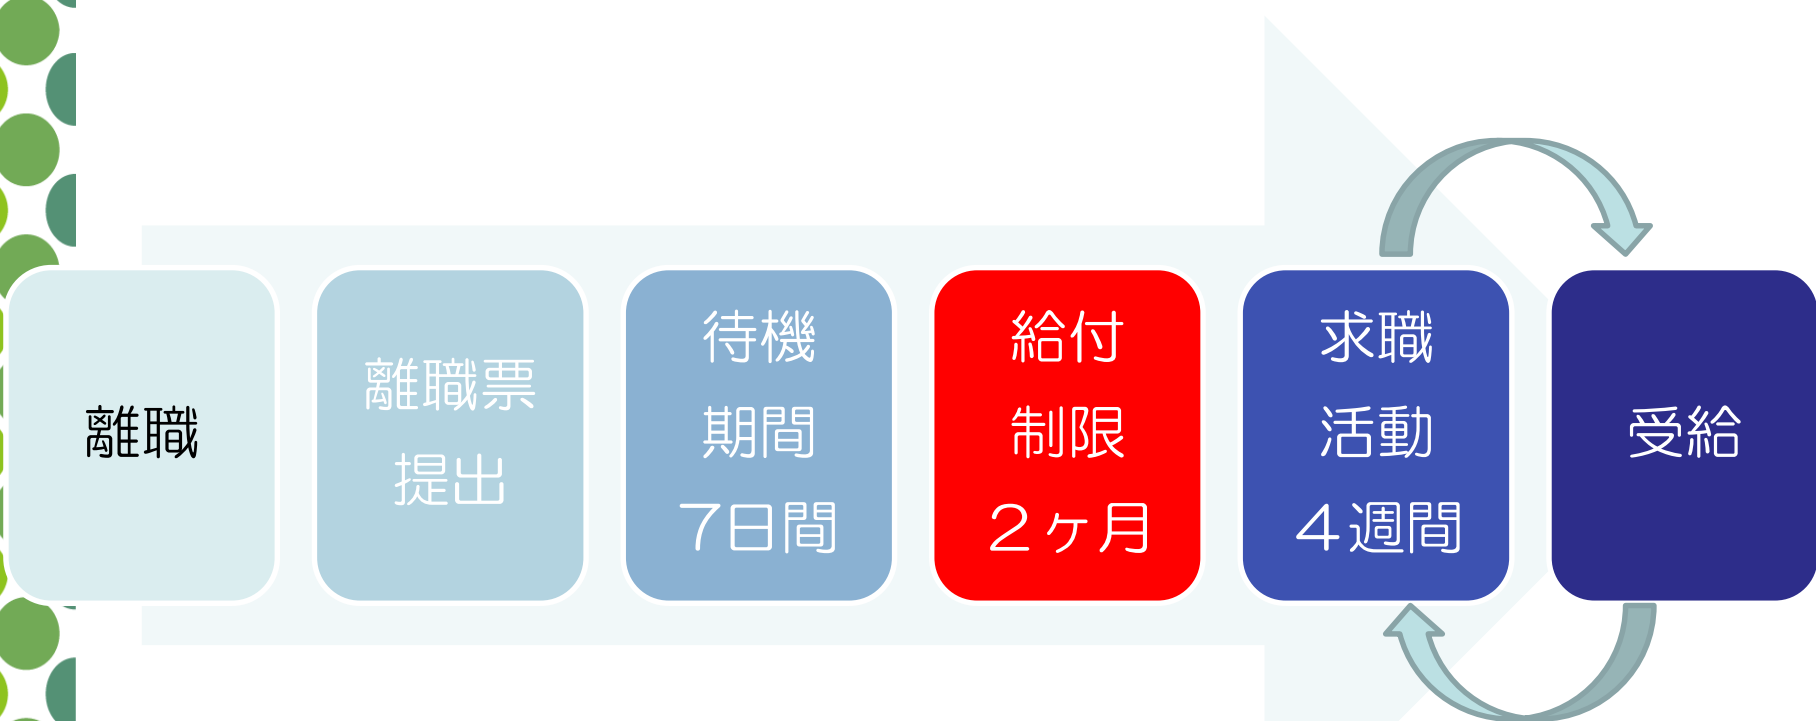 離職
離職票
提出
待機
期間
7日間
給付
制限
２ヶ月
求職
活動
４週間
受給